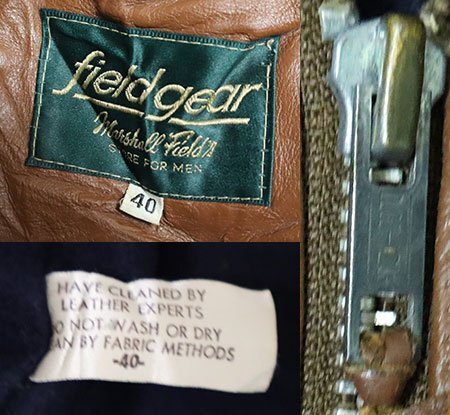 fieldgear
Marshall Field's
STORE FOR MEN
40
HAVE CLEANED BY
LEATHER EXPERTS
DO NOT WASH OR DRY
AN BY FABRIC METHODS
-40-